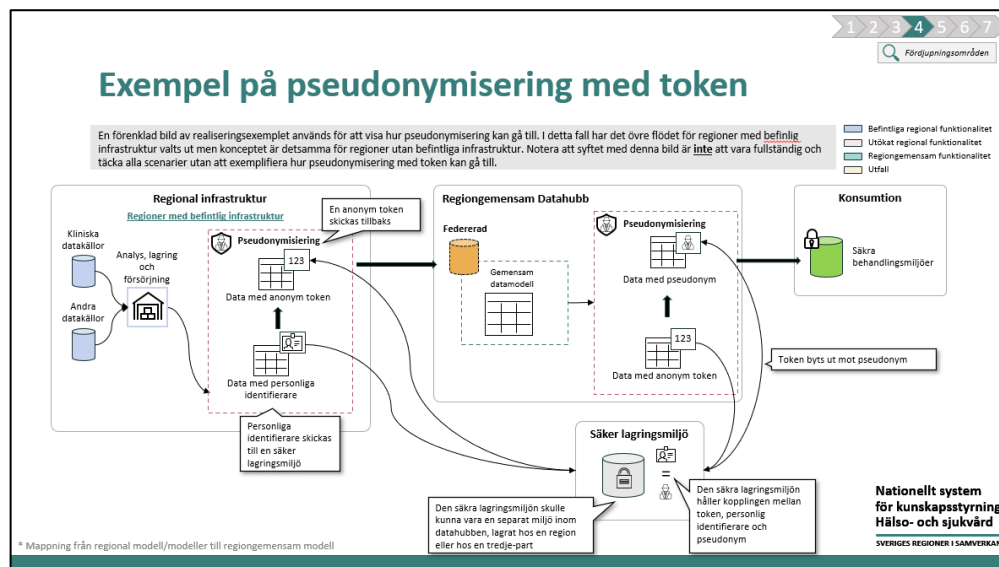 1 2 3 4 5 6 7
Fördjupningsområden
Exempel på pseudonymisering med token
En förenklad bild av realiseringsexemplet används för att visa hur pseudonymisering kan gå till. I detta fall har det övre flödet för regioner med befinlig
infrastruktur valts ut men konceptet är detsamma för regioner utan befintliga infrastruktur. Notera att syftet med denna bild är inte att vara fullständig och
täcka alla scenarier utan att exemplifiera hur pseudonymisering med token kan gå till.
Befintliga regional funktionalitet
Utökat regional funktionalitet
Regiongemensam funktionalitet
Utfall
Regional infrastruktur
Regioner med befintlig infrastruktur
Kliniska
datakällor
Analys, lagring
och
försörjning
Andra
datakällor
En anonym token
skickas tillbaks
Pseudonymisiering
123
Data med anonym token
Data med personliga
identifierare
Personliga
identifierare skickas
till en säker
lagringsmiljö
Regiongemensam Datahubb
Federerad
Gemensam
datamodell
Pseudonymisiering
Data med pseudonym
123
Data med anonym token
Konsumtion
Säkra
behandlingsmiljöer
Token byts ut mot pseudonym
Säker lagringsmiljö
=
Den säkra lagringsmiljön skulle
kunna vara en separat miljö inom
datahubben, lagrat hos en region
eller hos en tredje-part
Den säkra lagringsmiljön
håller kopplingen mellan
token, personlig
identifierare och
pseudonym
* Mappning från regional modell/modeller till regiongemensam modell
Nationellt system
för kunskapsstyrning
Hälso- och sjukvård
SVERIGES REGIONER I SAMVERKAN